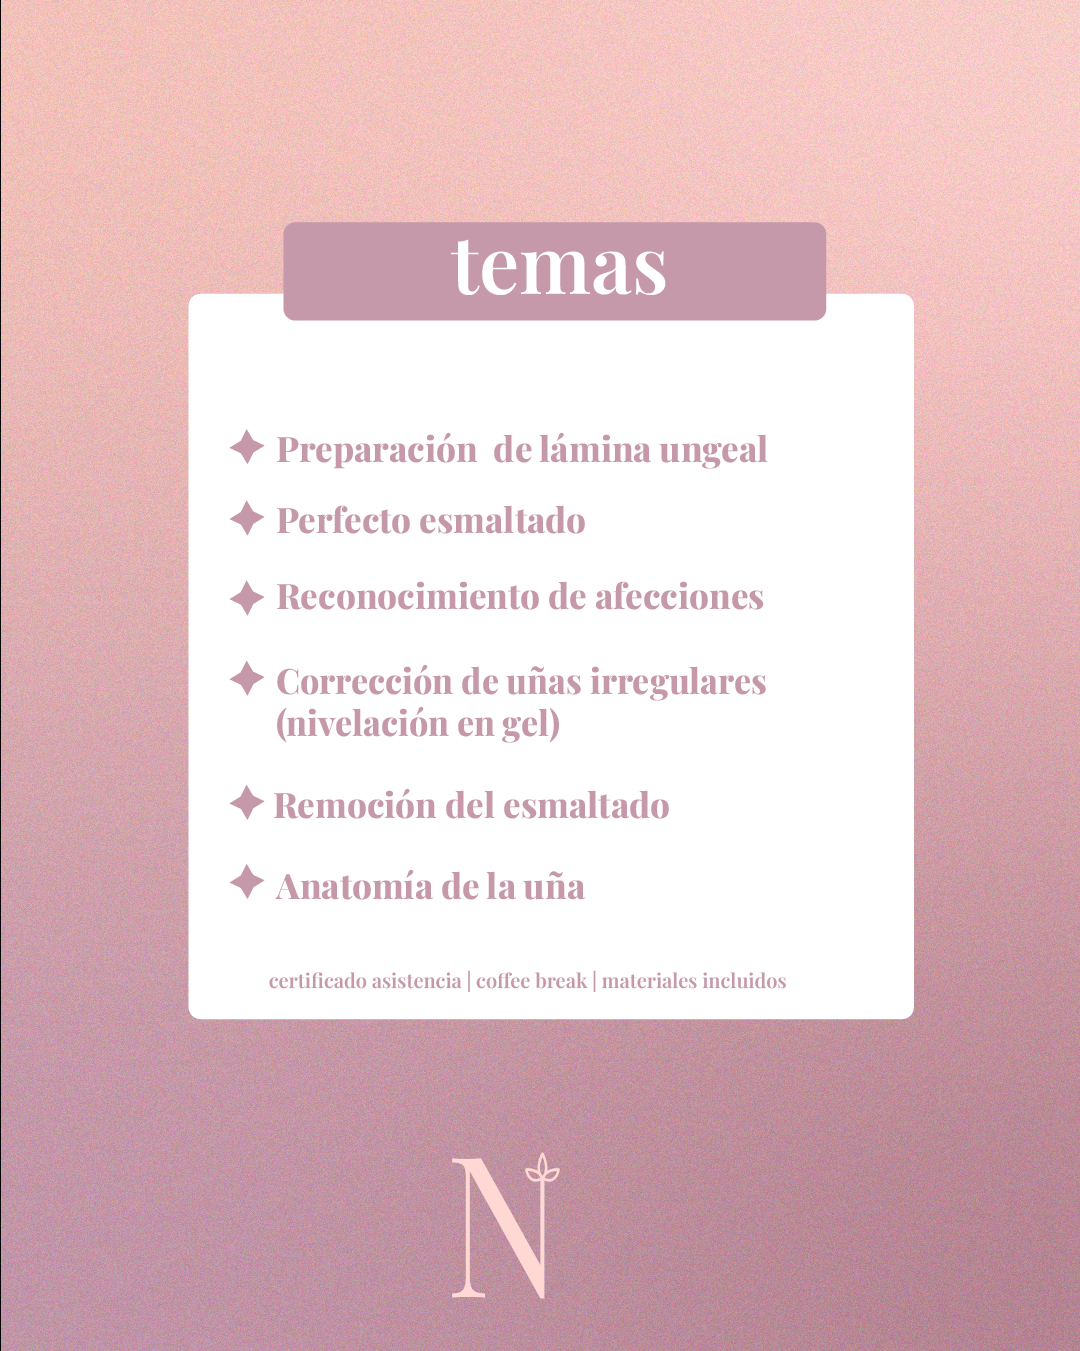 temas
Preparación de lámina ungeal
Perfecto esmaltado
Reconocimiento de afecciones
Corrección de uñas irregulares
(nivelación en gel)
Remoción del esmaltado
Anatomía de la uña
certificado asistencia | coffee break | materiales incluidos
N